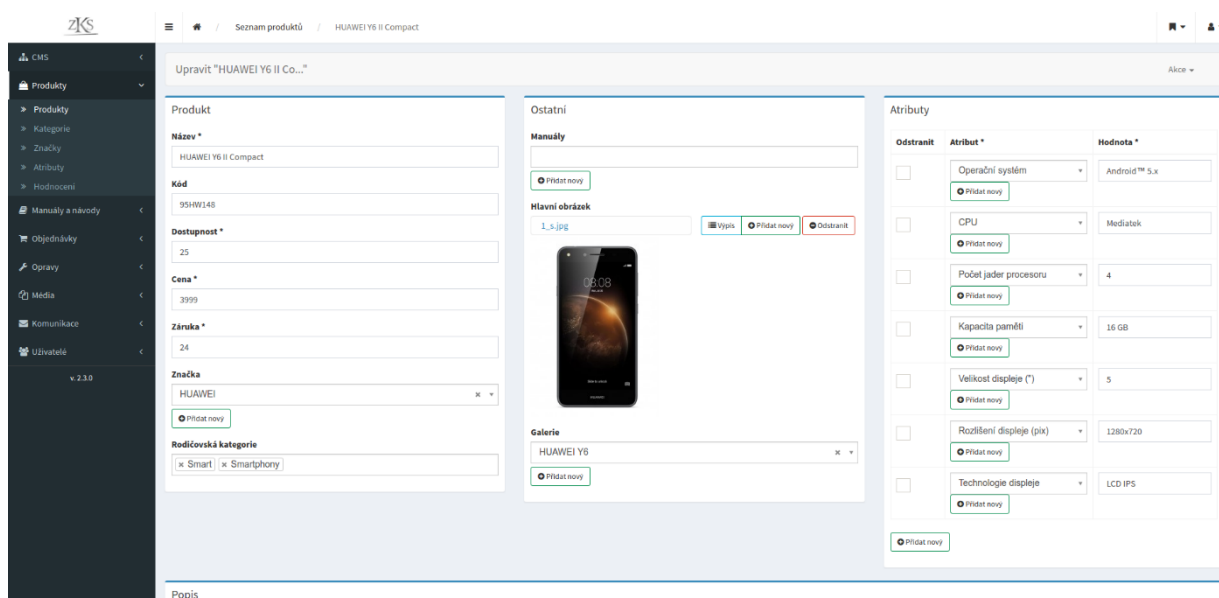 ZKS
/ Seznam produktů / HUAWEI Y6 II Compact
CMS
Produkty
» Produkty
» Kategorie
» Značky
» Atributy
» Hodnocení
Manuály a návody
Objednávky
Opravy
Média
Komunikace
Uživatelé
v. 2.3.0
Upravit "HUAWEI Y6 II Co..."
Akce
Produkt
Název *
HUAWEI Y6 II Compact
Kód
95HW148
Dostupnost *
25
Cena *
3999
Záruka *
24
Značka
HUAWEI
Přidat nový
Rodičovská kategorie
× Smart × Smartphony
Ostatní
Manuály
Přidat nový
Hlavní obrázek
1_s.jpg Výpis Přidat nový Odstranit
08:08
HUAWEI
Galerie
HUAWEI Y6
Přidat nový
Atributy
Odstranit Atribut * Hodnota *
Operační systém Android™ 5.x
Přidat nový
CPU Mediatek
Přidat nový
Počet jader procesoru 4
Přidat nový
Kapacita paměti 16 GB
Přidat nový
Velikost displeje (") 5
Přidat nový
Rozlišení displeje (pix) 1280x720
Přidat nový
Technologie displeje LCD IPS
Přidat nový
Přidat nový
Popis